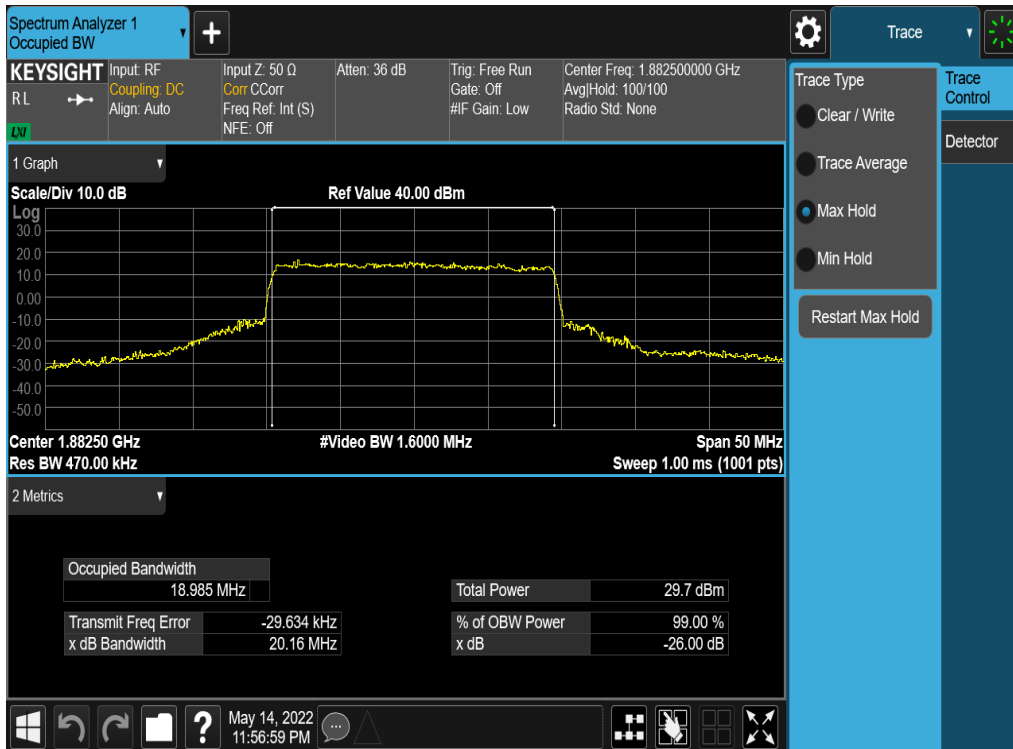 Spectrum Analyzer 1
Occupied BW
+
Trace
KEYSIGHT
RL
LXI
Input: RF
Coupling: DC
Align: Auto
Input Z: 50 Ω
Corr CCorr
Freq Ref: Int (S)
NFE: Off
Atten: 36 dB
Trig: Free Run
Gate: Off
#IF Gain: Low
Center Freq: 1.882500000 GHz
Avg|Hold: 100/100
Radio Std: None
Trace Type
Clear / Write
Trace Average
Max Hold
Min Hold
Restart Max Hold
Trace
Control
Detector
1 Graph
Scale/Div 10.0 dB
Ref Value 40.00 dBm
Log
30.0
20.0
10.0
0.00
-10.0
-20.0
-30.0
-40.0
-50.0
Center 1.88250 GHz
#Video BW 1.6000 MHz
Span 50 MHz
Res BW 470.00 kHz
Sweep 1.00 ms (1001 pts)
2 Metrics
Occupied Bandwidth
18.985 MHz
Total Power 29.7 dBm
Transmit Freq Error -29.634 kHz
% of OBW Power 99.00 %
x dB Bandwidth 20.16 MHz
x dB -26.00 dB
?
May 14, 2022
11:56:59 PM